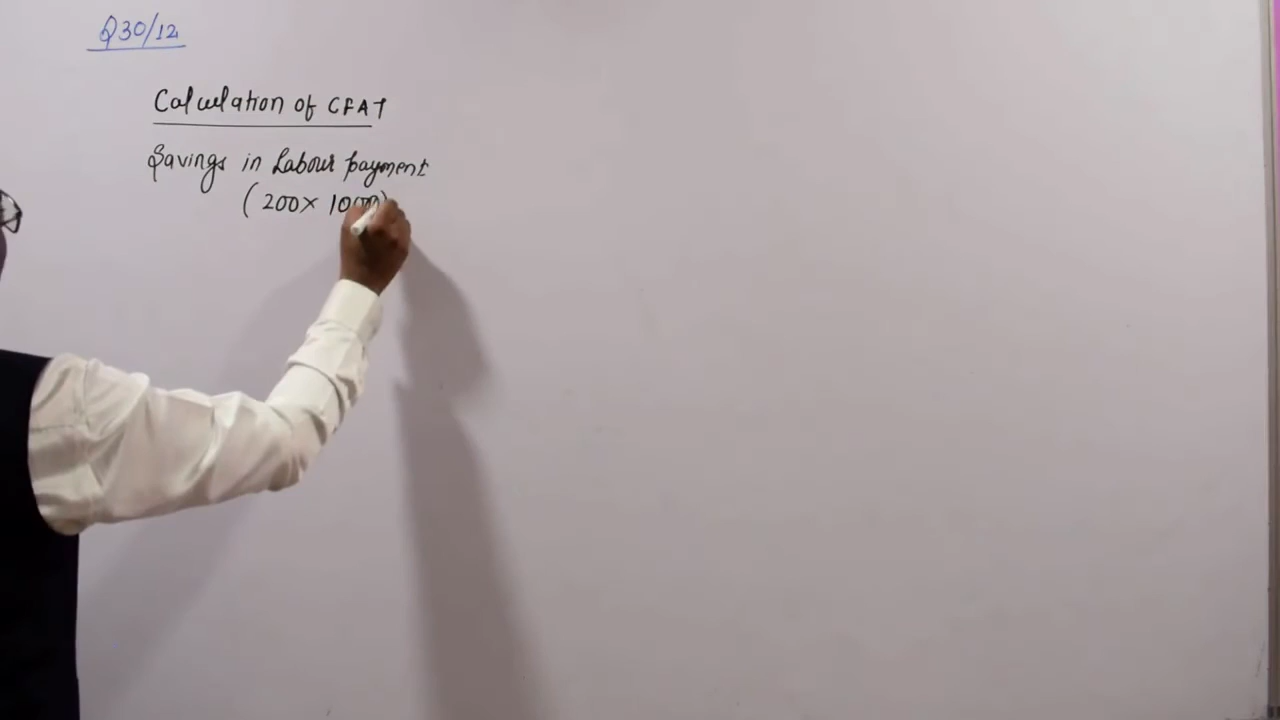 Q30/12
Calculation of CFAT
Savings in Labour payment
(200×